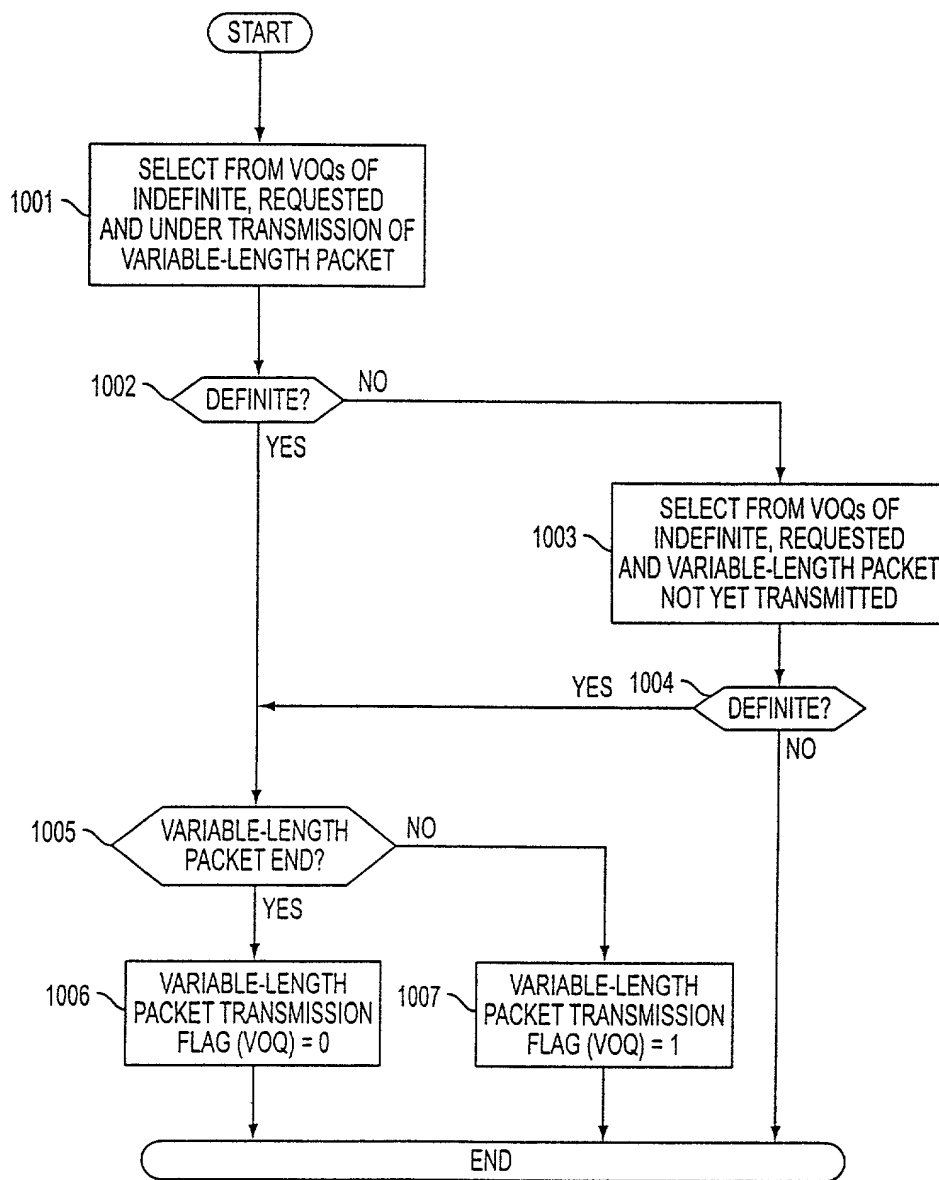 START
1001
SELECT FROM VOQs OF
INDEFINITE, REQUESTED
AND UNDER TRANSMISSION OF
VARIABLE-LENGTH PACKET
1002
DEFINITE?
NO
YES
1003
SELECT FROM VOQs OF
INDEFINITE, REQUESTED
AND VARIABLE-LENGTH PACKET
NOT YET TRANSMITTED
YES
1004
DEFINITE?
NO
1005
VARIABLE-LENGTH
PACKET END?
NO
YES
1006
VARIABLE-LENGTH
PACKET TRANSMISSION
FLAG (VOQ) = 0
1007
VARIABLE-LENGTH
PACKET TRANSMISSION
FLAG (VOQ) = 1
END